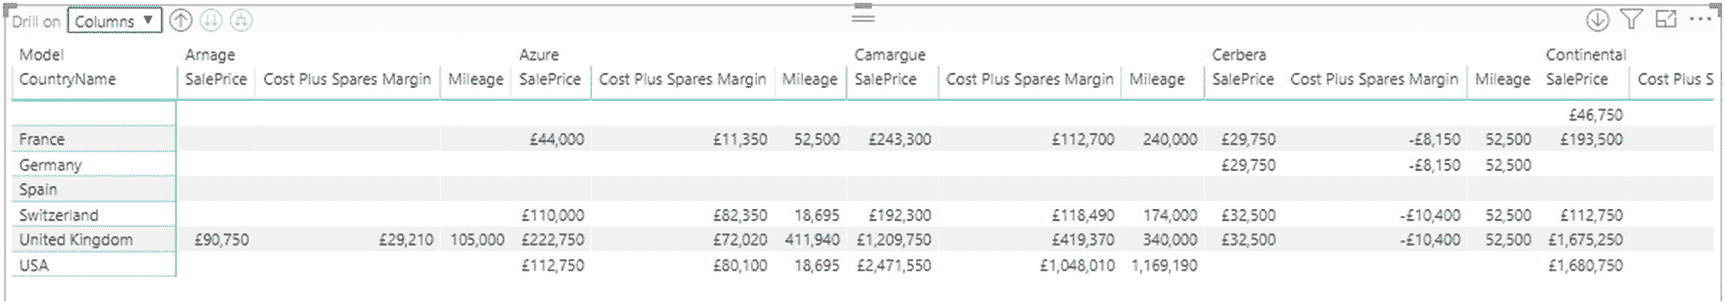 Drill on Columns
Model Arnage Azure Camargue Cerbera Continental
CountryName SalePrice Cost Plus Spares Margin Mileage SalePrice Cost Plus Spares Margin Mileage SalePrice Cost Plus Spares Margin Mileage SalePrice Cost Plus Spares Margin Mileage SalePrice Cost Plus S
£46,750
France £44,000 £11,350 52,500 £243,300 £112,700 240,000 £29,750 -£8,150 52,500 £193,500
Germany £29,750 -£8,150 52,500
Spain
Switzerland £110,000 £82,350 18,695 £192,300 £118,490 174,000 £32,500 -£10,400 52,500 £112,750
United Kingdom £90,750 £29,210 105,000 £222,750 £72,020 411,940 £1,209,750 £419,370 340,000 £32,500 -£10,400 52,500 £1,675,250
USA £112,750 £80,100 18,695 £2,471,550 £1,048,010 1,169,190 £1,680,750